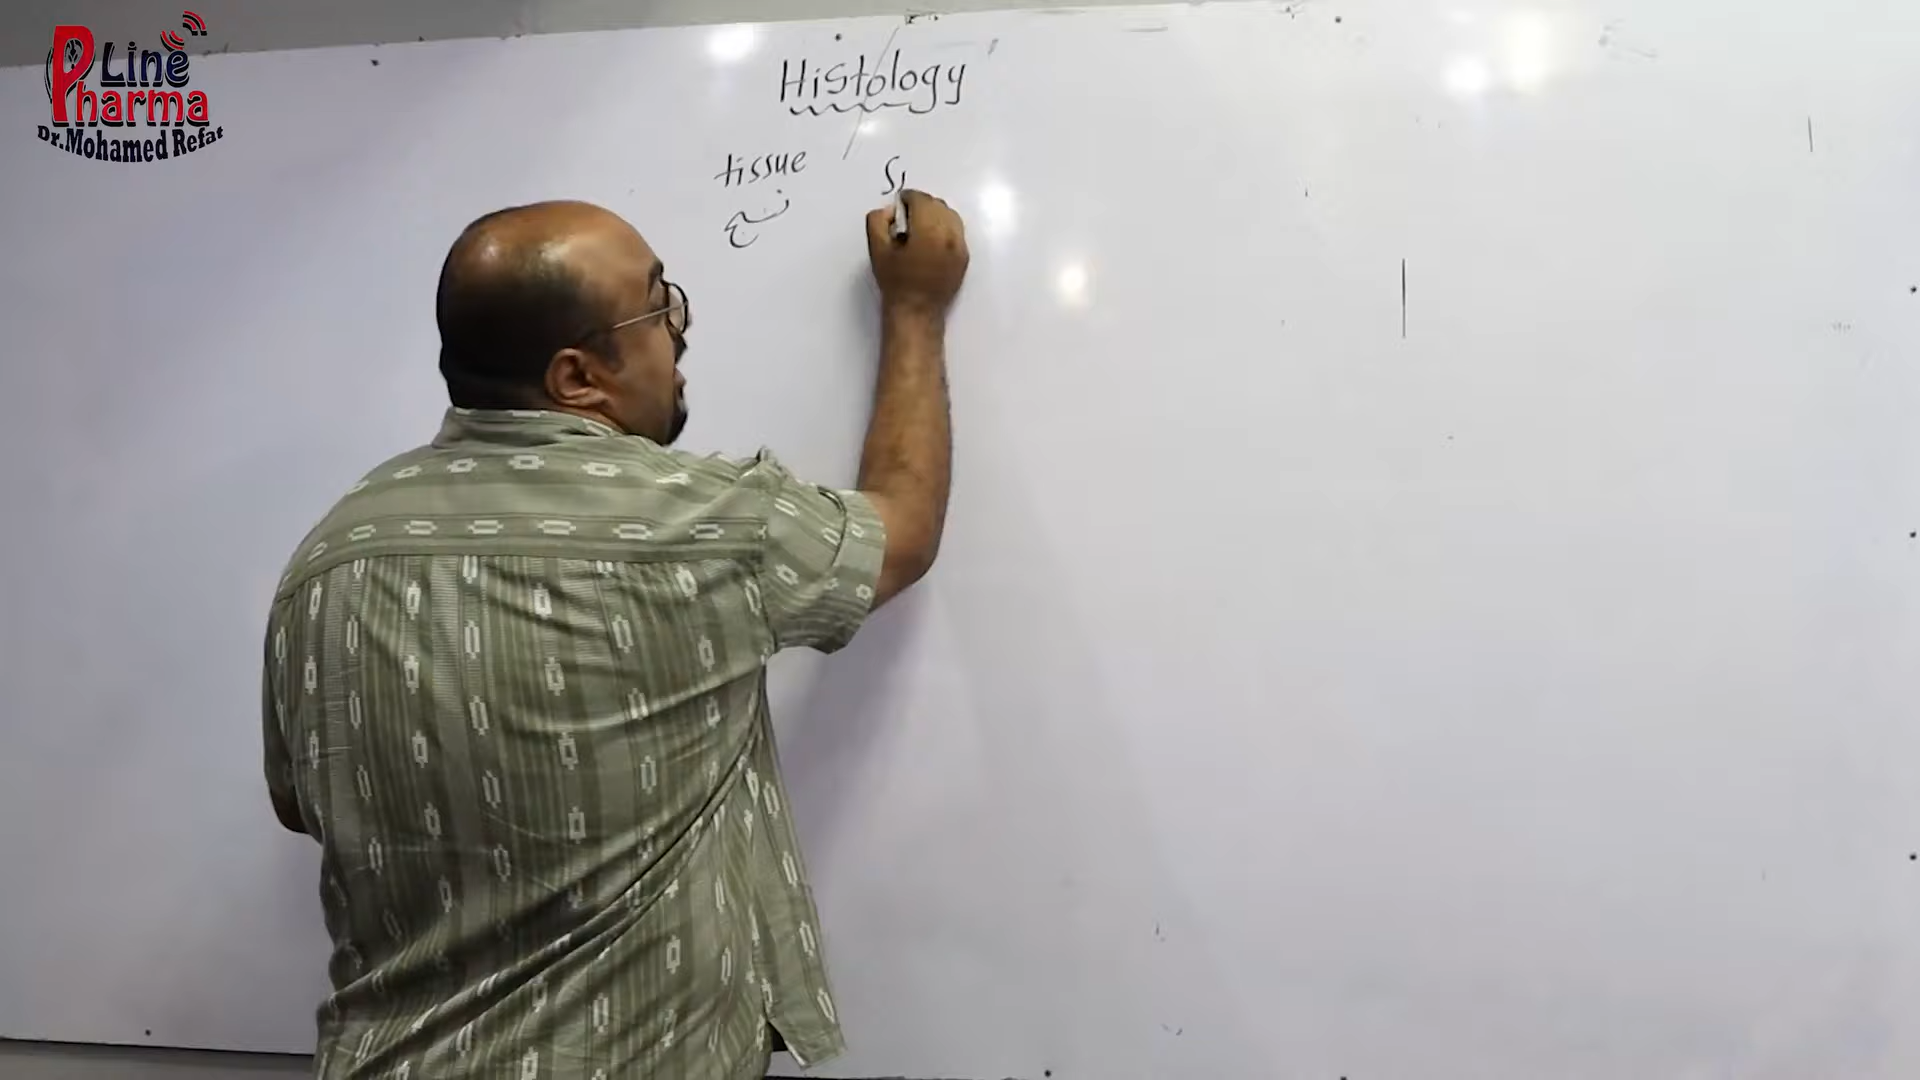 Line
Pharma
Dr.Mohamed Refat
Histology
tissue
نسيج